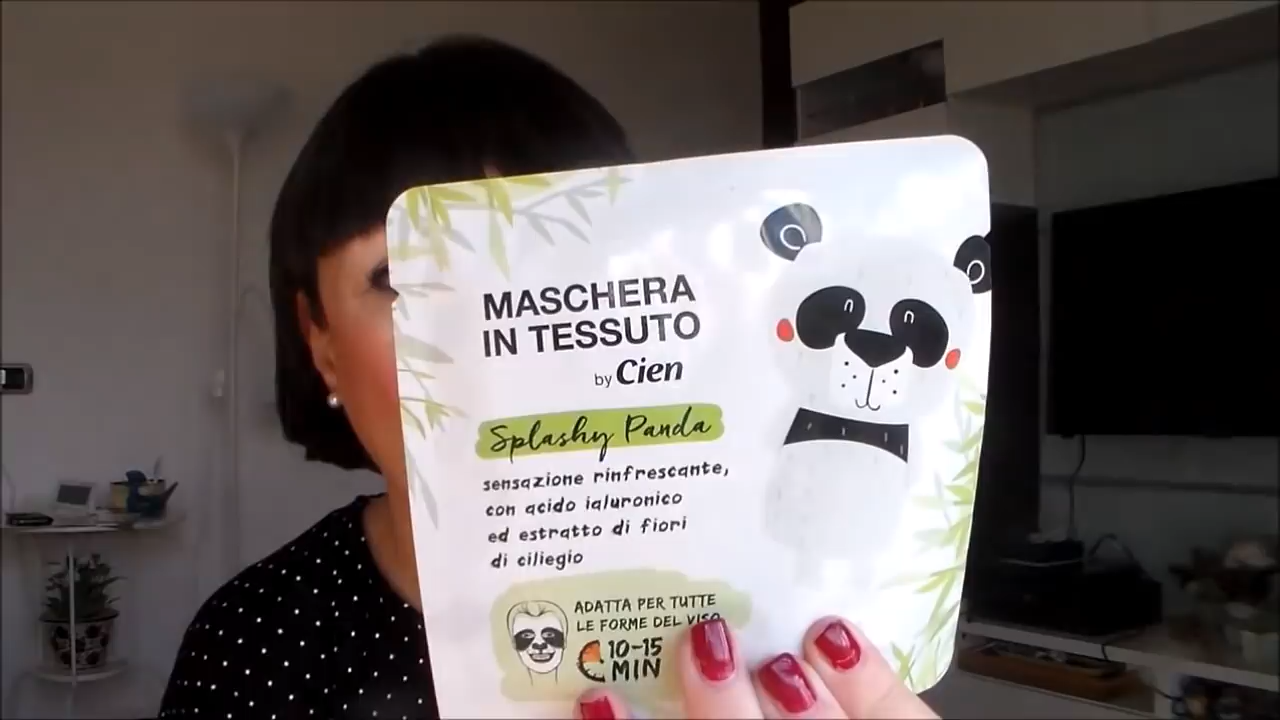 MASCHERA
IN TESSUTO
by Cien
Splashy Panda
sensazione rinfrescante,
con acido ialuronico
ed estratto di fiori
di ciliegio
ADATTA PER TUTTE
LE FORME DEL VISO
10-15
MIN